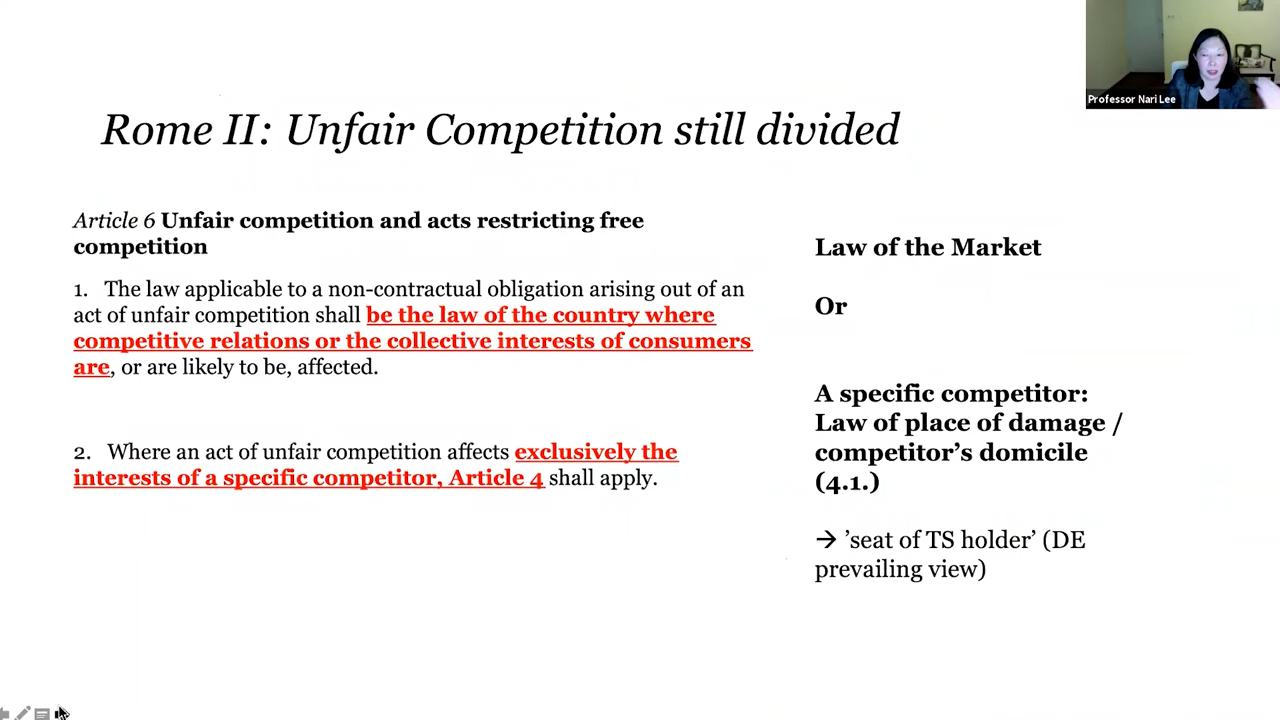 Professor Nari Lee
Rome II: Unfair Competition still divided
Article 6 Unfair competition and acts restricting free
competition
1. The law applicable to a non-contractual obligation arising out of an
act of unfair competition shall be the law of the country where
competitive relations or the collective interests of consumers
are, or are likely to be, affected.
2. Where an act of unfair competition affects exclusively the
interests of a specific competitor, Article 4 shall apply.
Law of the Market
Or
A specific competitor:
Law of place of damage /
competitor’s domicile
(4.1.)
→ ’seat of TS holder’ (DE
prevailing view)